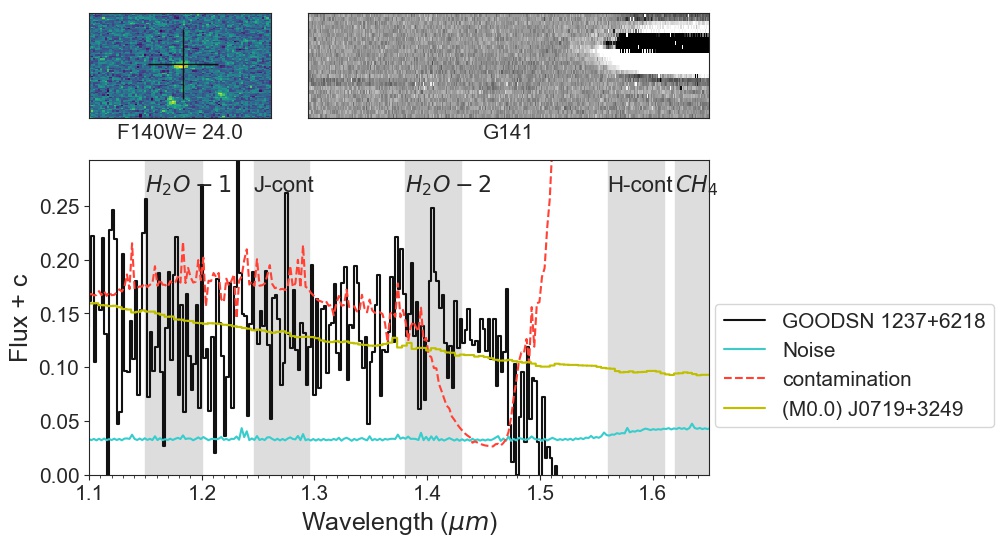 F140W= 24.0
G141
H₂O − 1
J-cont
H₂O − 2
H-cont
CH₄
Flux + c
0.25
0.20
0.15
0.10
0.05
0.00
1.1
1.2
1.3
1.4
1.5
1.6
Wavelength (μm)
GOODSN 1237+6218
Noise
contamination
(M0.0) J0719+3249